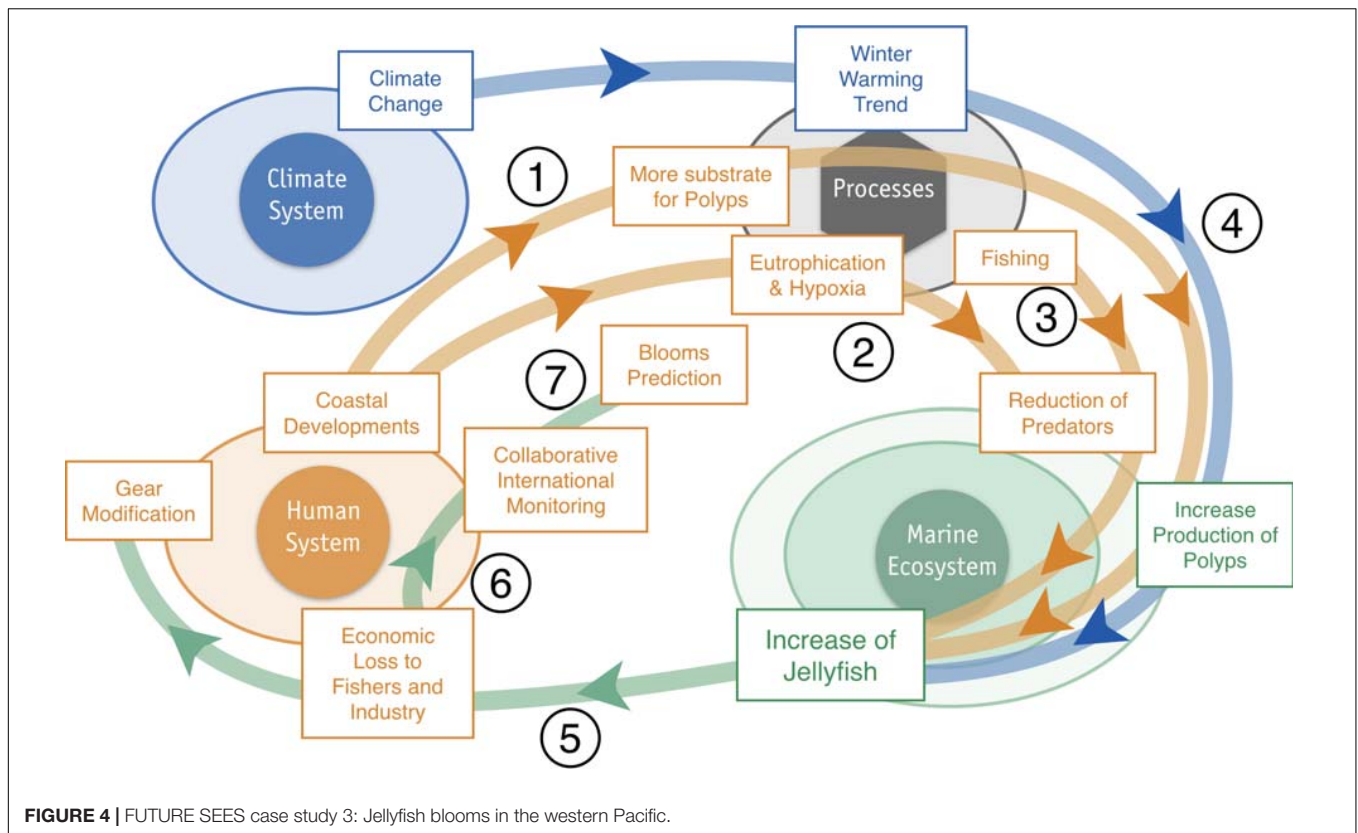 Climate
Change
Winter
Warming
Trend
Climate
System
1
More substrate
for Polyps
Processes
4
Eutrophication
& Hypoxia
Fishing
3
2
7
Blooms
Prediction
Coastal
Developments
Reduction of
Predators
Collaborative
International
Monitoring
Gear
Modification
Human
System
Marine
Ecosystem
Increase
Production of
Polyps
6
Economic
Loss to
Fishers and
Industry
Increase of
Jellyfish
5
FIGURE 4 | FUTURE SEES case study 3: Jellyfish blooms in the western Pacific.